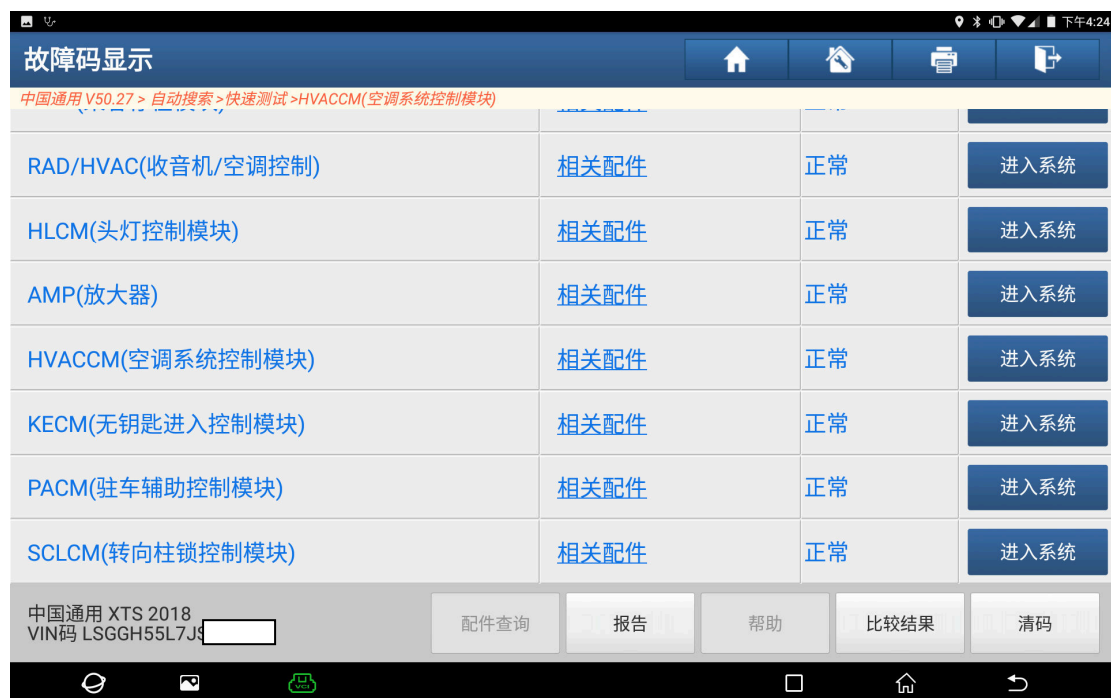 下午4:24
故障码显示
中国通用 V50.27 > 自动搜索 >快速测试 >HVACCM(空调系统控制模块)
RAD/HVAC(收音机/空调控制) 相关配件 正常 进入系统
HLCM(头灯控制模块) 相关配件 正常 进入系统
AMP(放大器) 相关配件 正常 进入系统
HVACCM(空调系统控制模块) 相关配件 正常 进入系统
KECM(无钥匙进入控制模块) 相关配件 正常 进入系统
PACM(驻车辅助控制模块) 相关配件 正常 进入系统
SCLCM(转向柱锁控制模块) 相关配件 正常 进入系统
中国通用 XTS 2018
VIN码 LSGGH55L7JS
配件查询 报告 帮助 比较结果 清码
VCI